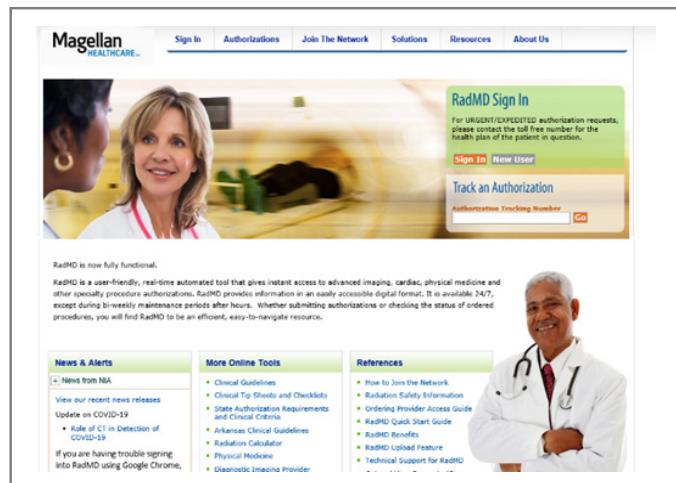 Magellan
HEALTHCARE
Sign In
Authorizations
Join The Network
Solutions
Resources
About Us
RadMD Sign In
For URGENT/EXPEDITED authorization requests,
please contact the toll free number for the
health plan of the patient in question.
Sign In
New User
Track an Authorization
Authorization Tracking Number
Go
RadMD is now fully functional.
RadMD is a user-friendly, real-time automated tool that gives instant access to advanced imaging, cardiac, physical medicine and
other specialty procedure authorizations. RadMD provides information in an easily accessible digital format. It is available 24/7,
except during bi-weekly maintenance periods after hours. Whether submitting authorizations or checking the status of ordered
procedures, you will find RadMD to be an efficient, easy-to-navigate resource.
News & Alerts
News from NIA
View our recent news releases
Update on COVID-19
Role of CT in Detection of
COVID-19
If you are having trouble signing
into RadMD using Google Chrome,
More Online Tools
Clinical Guidelines
Clinical Tip Sheets and Checklists
State Authorization Requirements
and Clinical Criteria
Arkansas Clinical Guidelines
Radiation Calculator
Physical Medicine
Diagnostic Imaging Provider
References
How to Join the Network
Radiation Safety Information
Ordering Provider Access Guide
RadMD Quick Start Guide
RadMD Benefits
RadMD Upload Feature
Technical Support for RadMD